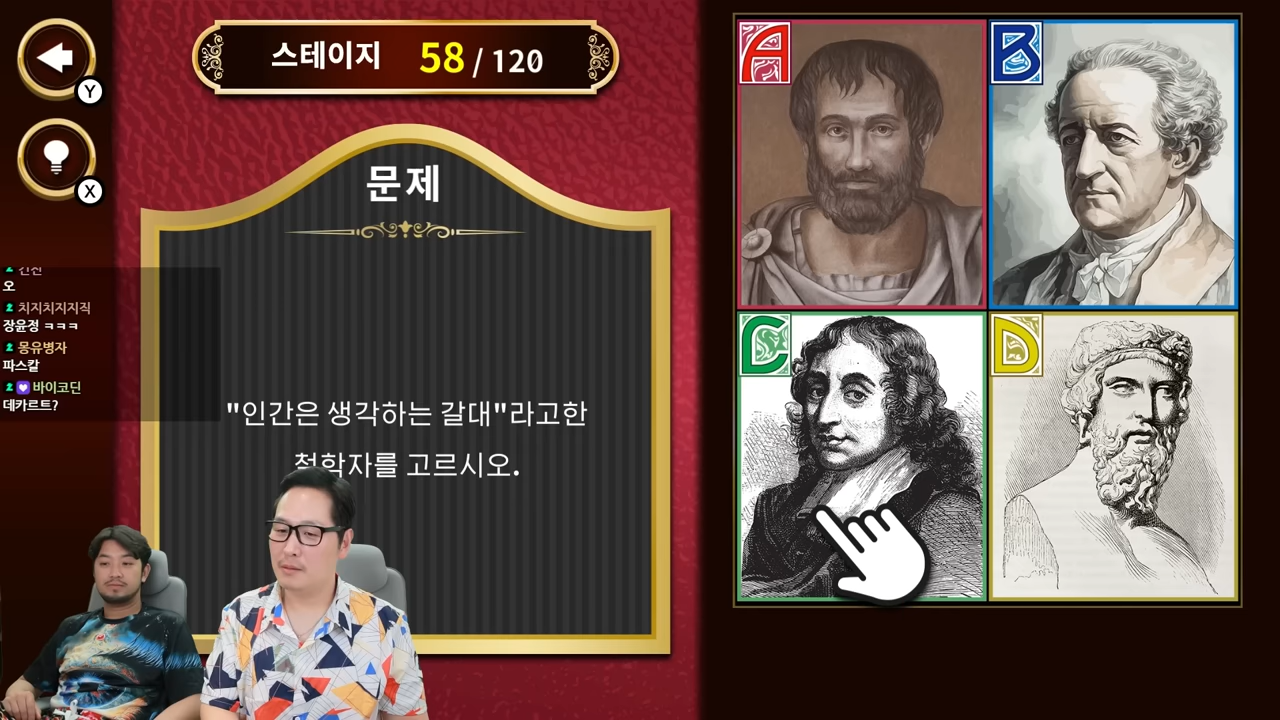 스테이지 58 / 120
Y
X
문제
"인간은 생각하는 갈대"라고한
철학자를 고르시오.
오
치지치지지직
장윤정 ㅋㅋㅋ
몽유병자
파스칼
바이코딘
데카르트?
A
B
C
D